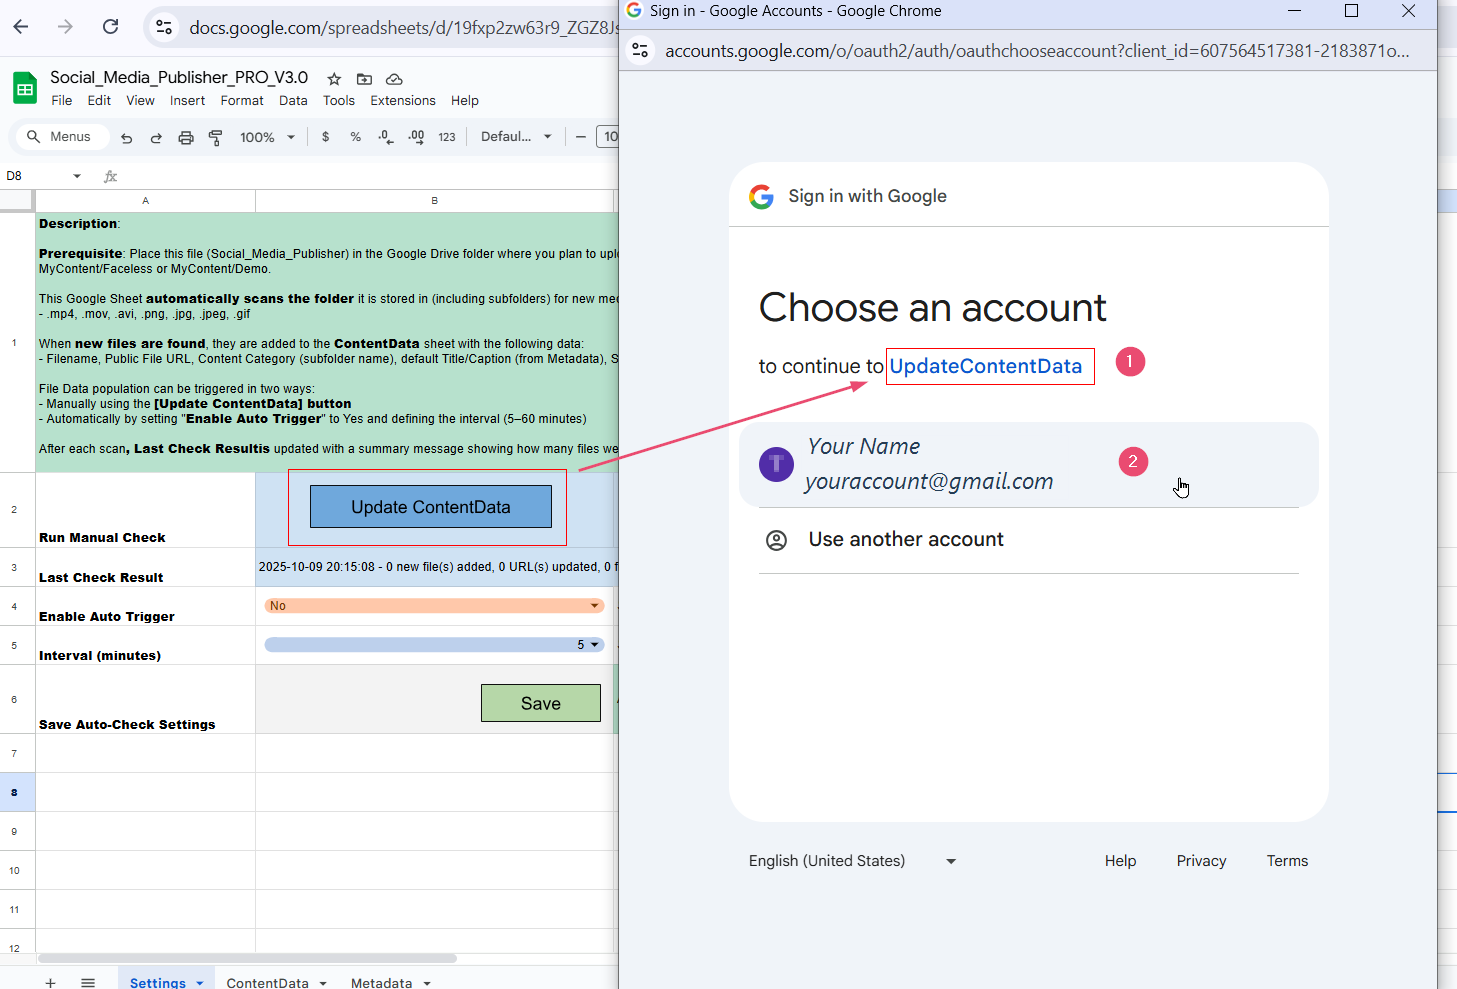 docs.google.com/spreadsheets/d/19fxp2zw63r9_ZGZ8Js
Social_Media_Publisher_PRO_V3.0
File Edit View Insert Format Data Tools Extensions Help
Menus 100% $ % .0 .00 123 Defaul... 10
D8 fx
A B
1
Description:
Prerequisite: Place this file (Social_Media_Publisher) in the Google Drive folder where you plan to uplo
MyContent/Faceless or MyContent/Demo.
This Google Sheet automatically scans the folder it is stored in (including subfolders) for new me
- .mp4, .mov, .avi, .png, .jpg, .jpeg, .gif
When new files are found, they are added to the ContentData sheet with the following data:
- Filename, Public File URL, Content Category (subfolder name), default Title/Caption (from Metadata), S
File Data population can be triggered in two ways:
- Manually using the [Update ContentData] button
- Automatically by setting "Enable Auto Trigger" to Yes and defining the interval (5–60 minutes)
After each scan, Last Check Resultis updated with a summary message showing how many files we
2 Run Manual Check Update ContentData
3 Last Check Result 2025-10-09 20:15:08 - 0 new file(s) added, 0 URL(s) updated, 0 f
4 Enable Auto Trigger No
5 Interval (minutes) 5
6 Save Auto-Check Settings Save
7
8
9
10
11
12
+ Settings ContentData Metadata
Sign in - Google Accounts - Google Chrome
accounts.google.com/o/oauth2/auth/oauthchooseaccount?client_id=607564517381-2183871o...
Sign in with Google
Choose an account
to continue to UpdateContentData 1
T Your Name 2
youraccount@gmail.com
Use another account
English (United States) Help Privacy Terms